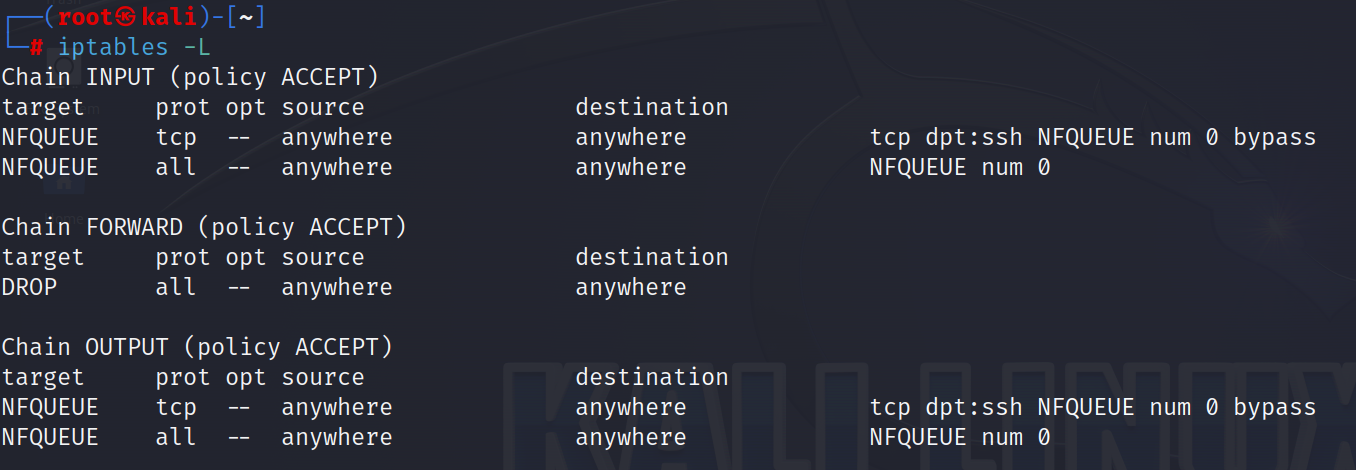 ┌──(root㉿kali)-[~]
└─# iptables -L
Chain INPUT (policy ACCEPT)
target     prot opt source               destination
NFQUEUE    tcp  --  anywhere             anywhere             tcp dpt:ssh NFQUEUE num 0 bypass
NFQUEUE    all  --  anywhere             anywhere             NFQUEUE num 0

Chain FORWARD (policy ACCEPT)
target     prot opt source               destination
DROP       all  --  anywhere             anywhere

Chain OUTPUT (policy ACCEPT)
target     prot opt source               destination
NFQUEUE    tcp  --  anywhere             anywhere             tcp dpt:ssh NFQUEUE num 0 bypass
NFQUEUE    all  --  anywhere             anywhere             NFQUEUE num 0
KALI LINUX